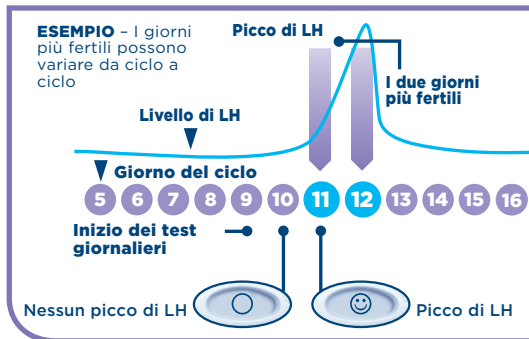 ESEMPIO – I giorni
più fertili possono
variare da ciclo a
ciclo
Picco di LH
I due giorni
più fertili
Livello di LH
Giorno del ciclo
5 6 7 8 9 10 11 12 13 14 15 16
Inizio dei test
giornalieri
Nessun picco di LH
Picco di LH